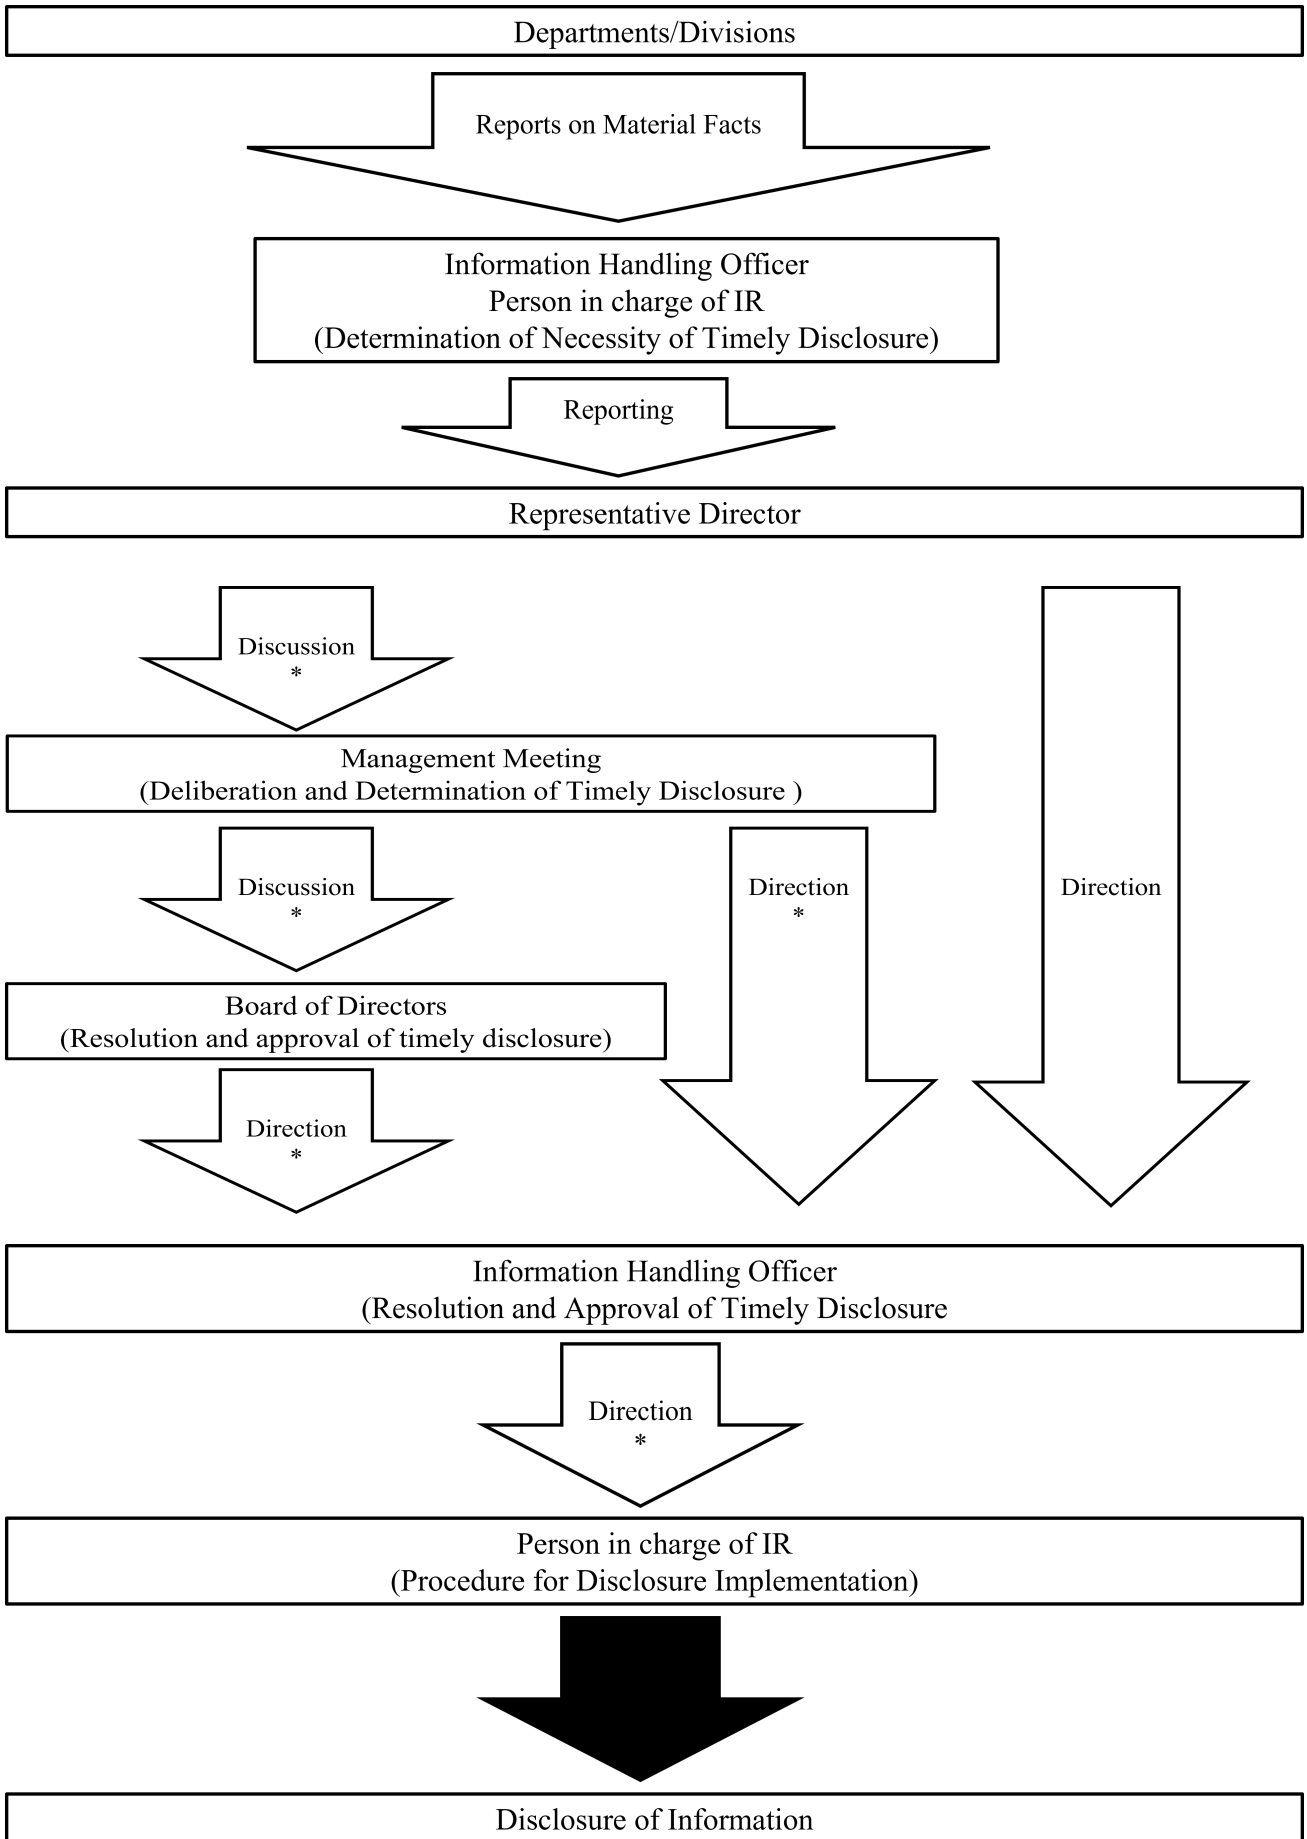 Departments/Divisions
Reports on Material Facts
Information Handling Officer
Person in charge of IR
(Determination of Necessity of Timely Disclosure)
Reporting
Representative Director
Discussion
*
Management Meeting
(Deliberation and Determination of Timely Disclosure )
Discussion
*
Direction
*
Direction
Board of Directors
(Resolution and approval of timely disclosure)
Direction
*
Information Handling Officer
(Resolution and Approval of Timely Disclosure
Direction
*
Person in charge of IR
(Procedure for Disclosure Implementation)
Disclosure of Information